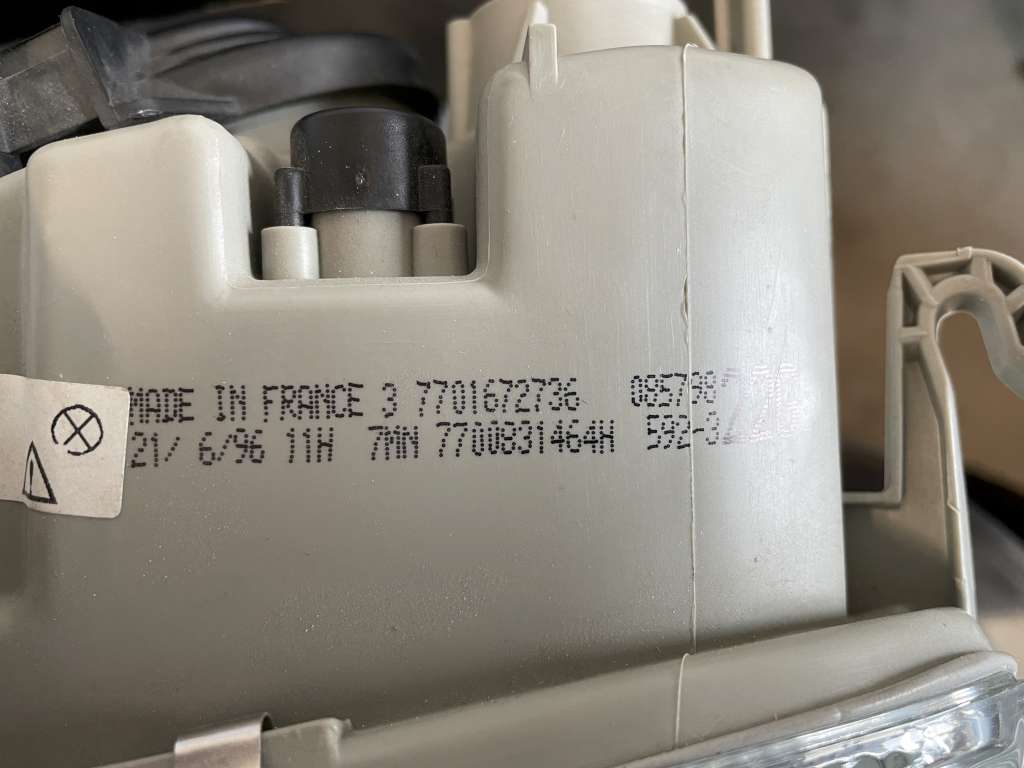 MADE IN FRANCE 3 7701672736
21/ 6/96 11H 7MN 7700831464H